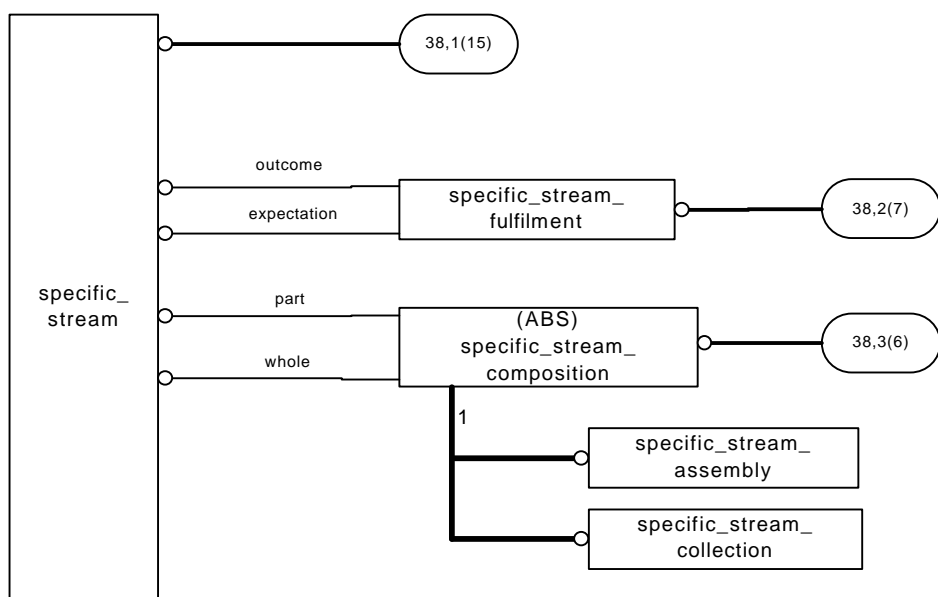 38,1(15)
outcome
specific_stream_
fulfilment
38,2(7)
expectation
specific_
stream
part
(ABS)
specific_stream_
composition
38,3(6)
whole
1
specific_stream_
assembly
specific_stream_
collection